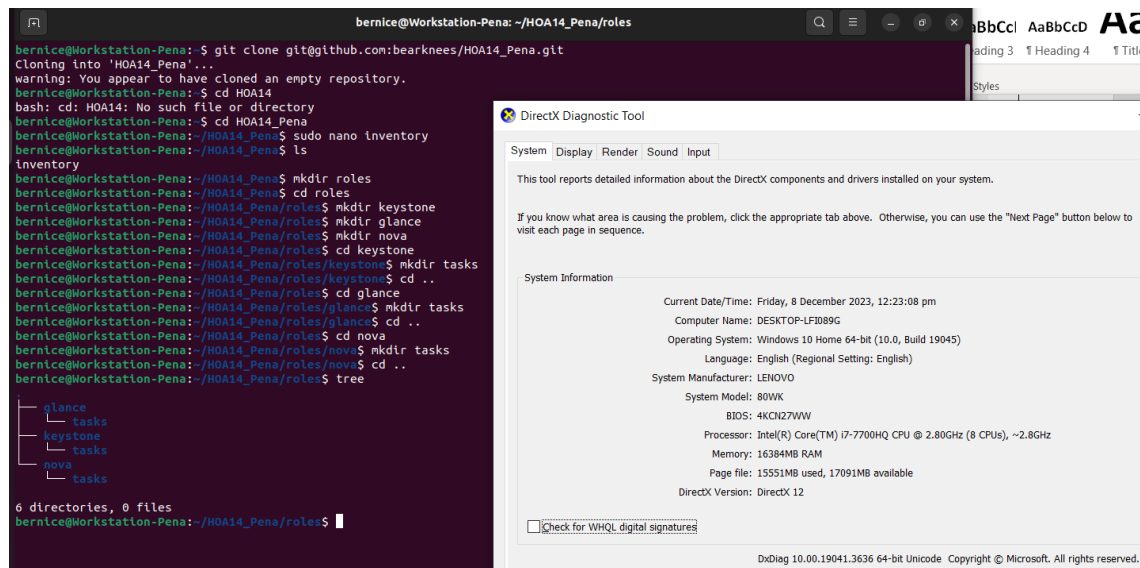 bernice@Workstation-Pena: ~/HOA14_Pena/roles
bernice@Workstation-Pena:~$ git clone git@github.com:bearknees/HOA14_Pena.git
Cloning into 'HOA14_Pena'...
warning: You appear to have cloned an empty repository.
bernice@Workstation-Pena:~$ cd HOA14
bash: cd: HOA14: No such file or directory
bernice@Workstation-Pena:~$ cd HOA14_Pena
bernice@Workstation-Pena:~/HOA14_Pena$ sudo nano inventory
bernice@Workstation-Pena:~/HOA14_Pena$ ls
inventory
bernice@Workstation-Pena:~/HOA14_Pena$ mkdir roles
bernice@Workstation-Pena:~/HOA14_Pena$ cd roles
bernice@Workstation-Pena:~/HOA14_Pena/roles$ mkdir keystone
bernice@Workstation-Pena:~/HOA14_Pena/roles$ mkdir glance
bernice@Workstation-Pena:~/HOA14_Pena/roles$ mkdir nova
bernice@Workstation-Pena:~/HOA14_Pena/roles$ cd keystone
bernice@Workstation-Pena:~/HOA14_Pena/roles/keystone$ mkdir tasks
bernice@Workstation-Pena:~/HOA14_Pena/roles/keystone$ cd ..
bernice@Workstation-Pena:~/HOA14_Pena/roles$ cd glance
bernice@Workstation-Pena:~/HOA14_Pena/roles/glance$ mkdir tasks
bernice@Workstation-Pena:~/HOA14_Pena/roles/glance$ cd ..
bernice@Workstation-Pena:~/HOA14_Pena/roles$ cd nova
bernice@Workstation-Pena:~/HOA14_Pena/roles/nova$ mkdir tasks
bernice@Workstation-Pena:~/HOA14_Pena/roles/nova$ cd ..
bernice@Workstation-Pena:~/HOA14_Pena/roles$ tree
.
├── glance
│   └── tasks
├── keystone
│   └── tasks
└── nova
    └── tasks
6 directories, 0 files
bernice@Workstation-Pena:~/HOA14_Pena/roles$
aBbCcI AaBbCcD
eading 3 ¶ Heading 4 ¶ Titl
Styles
DirectX Diagnostic Tool
System Display Render Sound Input
This tool reports detailed information about the DirectX components and drivers installed on your system.
If you know what area is causing the problem, click the appropriate tab above. Otherwise, you can use the "Next Page" button below to
visit each page in sequence.
System Information
Current Date/Time: Friday, 8 December 2023, 12:23:08 pm
Computer Name: DESKTOP-LFI089G
Operating System: Windows 10 Home 64-bit (10.0, Build 19045)
Language: English (Regional Setting: English)
System Manufacturer: LENOVO
System Model: 80WK
BIOS: 4KCN27WW
Processor: Intel(R) Core(TM) i7-7700HQ CPU @ 2.80GHz (8 CPUs), ~2.8GHz
Memory: 16384MB RAM
Page file: 15551MB used, 17091MB available
DirectX Version: DirectX 12
Check for WHQL digital signatures
DxDiag 10.00.19041.3636 64-bit Unicode Copyright © Microsoft. All rights reserved.